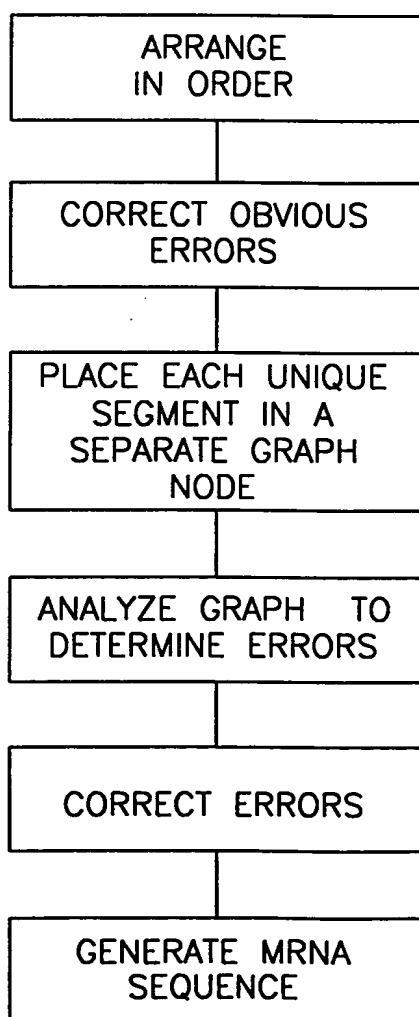 ARRANGE
IN ORDER
CORRECT OBVIOUS
ERRORS
PLACE EACH UNIQUE
SEGMENT IN A
SEPARATE GRAPH
NODE
ANALYZE GRAPH TO
DETERMINE ERRORS
CORRECT ERRORS
GENERATE MRNA
SEQUENCE